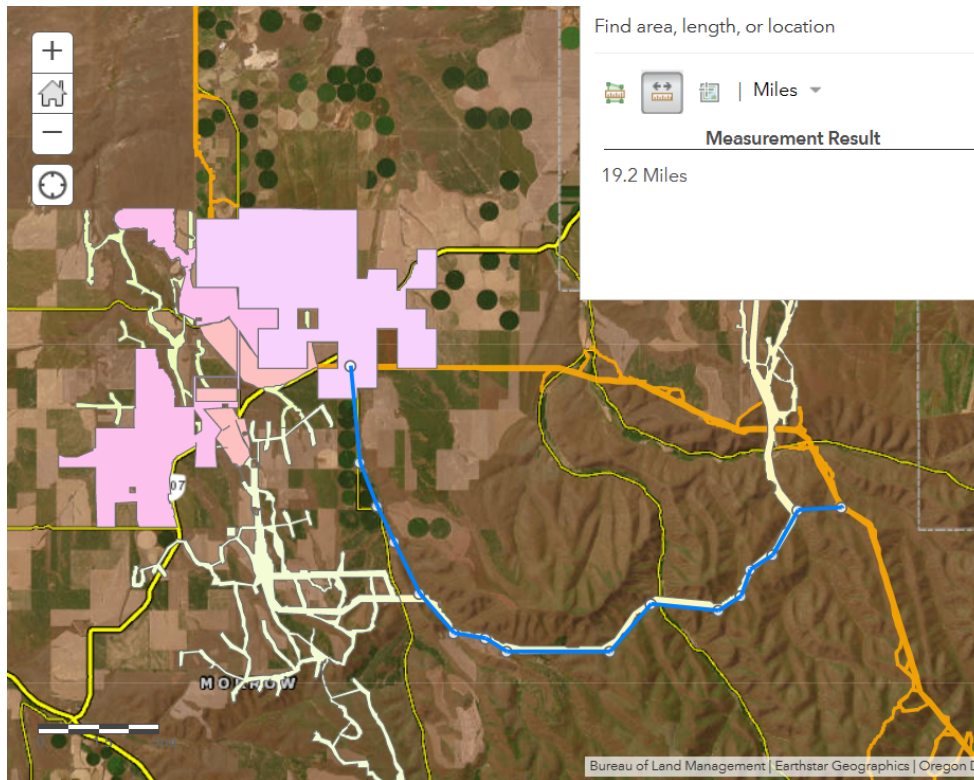 Find area, length, or location
| Miles
Measurement Result
19.2 Miles
07
MORROW
Bureau of Land Management | Earthstar Geographics | Oregon D